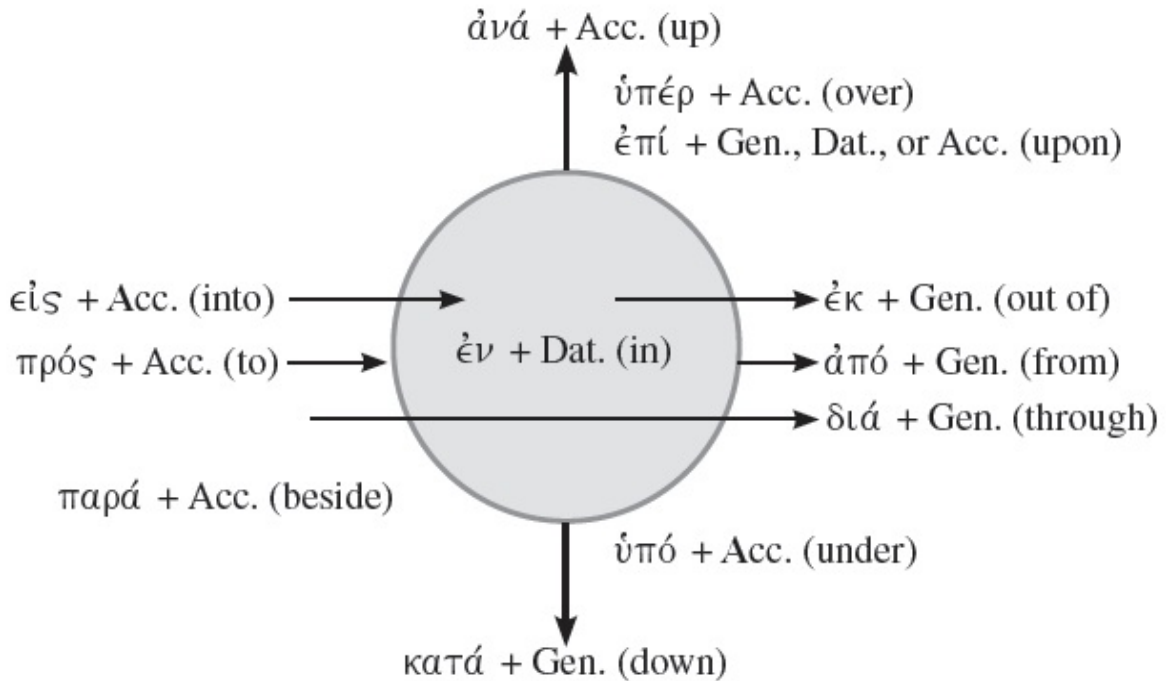 ἀνά + Acc. (up)
ὑπέρ + Acc. (over)
ἐπί + Gen., Dat., or Acc. (upon)
εἰς + Acc. (into)
ἐκ + Gen. (out of)
ἐν + Dat. (in)
πρός + Acc. (to)
ἀπό + Gen. (from)
διά + Gen. (through)
παρά + Acc. (beside)
ὑπό + Acc. (under)
κατά + Gen. (down)